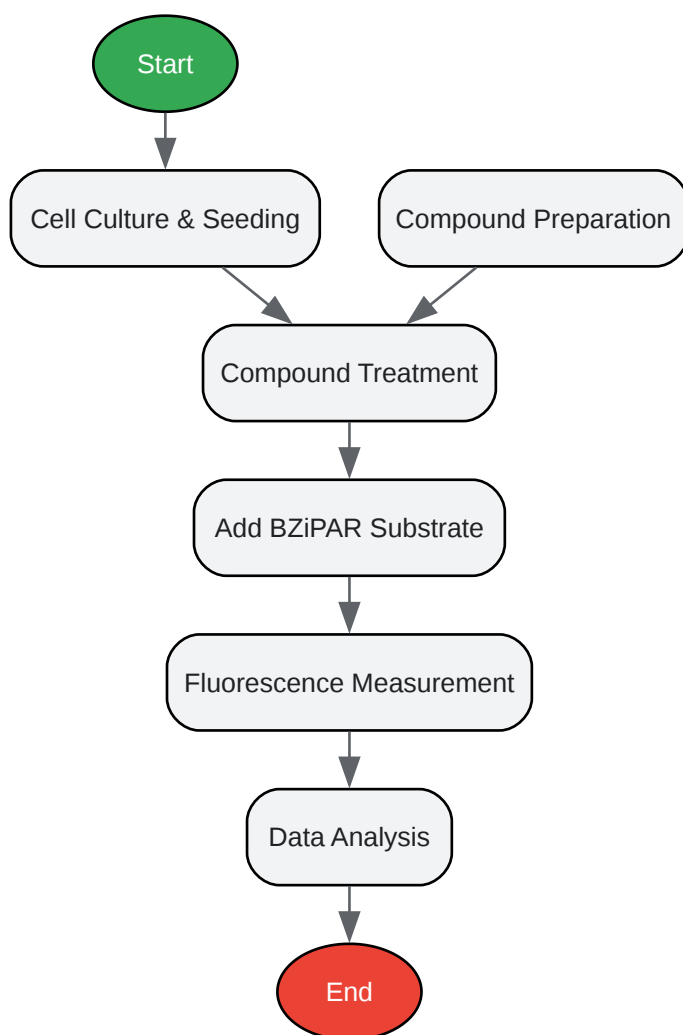 Start
Cell Culture & Seeding
Compound Preparation
Compound Treatment
Add BZiPAR Substrate
Fluorescence Measurement
Data Analysis
End